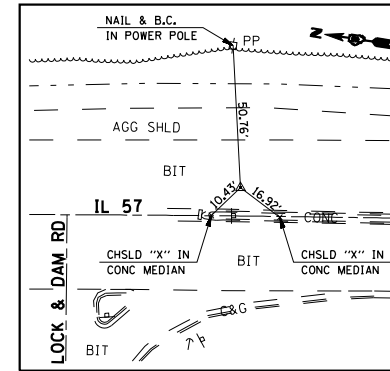 NAIL & B.C.
IN POWER POLE
PP
N
50.76'
AGG SHLD
BIT
10.43'
16.92'
IL 57
CONC
CHSLD "X" IN
CONC MEDIAN
BIT
CHSLD "X" IN
CONC MEDIAN
LOCK & DAM RD
C&G
BIT